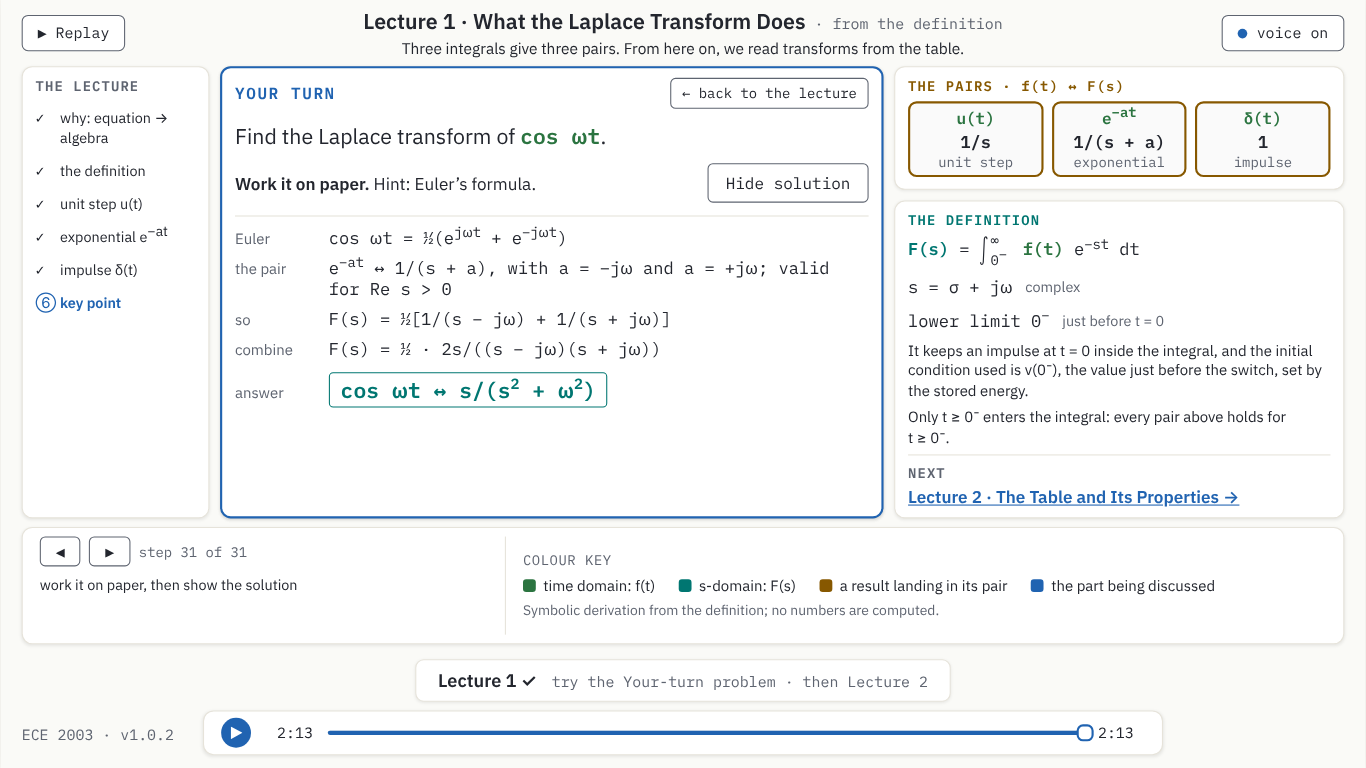 ▶ Replay
Lecture 1 · What the Laplace Transform Does · from the definition
Three integrals give three pairs. From here on, we read transforms from the table.
● voice on
THE LECTURE
✓ why: equation → algebra
✓ the definition
✓ unit step u(t)
✓ exponential e⁻ᵃᵗ
✓ impulse δ(t)
⑥ key point
YOUR TURN
← back to the lecture
Find the Laplace transform of cos ωt.
Work it on paper. Hint: Euler’s formula.
Hide solution
Euler cos ωt = ½(e^jωt + e^−jωt)
the pair e^−at ↔ 1/(s + a), with a = −jω and a = +jω; valid
for Re s > 0
so F(s) = ½[1/(s − jω) + 1/(s + jω)]
combine F(s) = ½ · 2s/((s − jω)(s + jω))
answer cos ωt ↔ s/(s² + ω²)
THE PAIRS · f(t) ↔ F(s)
u(t)
1/s
unit step
e^−at
1/(s + a)
exponential
δ(t)
1
impulse
THE DEFINITION
F(s) = ∫₀₋^∞ f(t) e^−st dt
s = σ + jω complex
lower limit 0⁻ just before t = 0
It keeps an impulse at t = 0 inside the integral, and the initial
condition used is v(0⁻), the value just before the switch, set by
the stored energy.
Only t ≥ 0⁻ enters the integral: every pair above holds for
t ≥ 0⁻.
NEXT
Lecture 2 · The Table and Its Properties →
◀ ▶ step 31 of 31
work it on paper, then show the solution
COLOUR KEY
time domain: f(t) s-domain: F(s) a result landing in its pair the part being discussed
Symbolic derivation from the definition; no numbers are computed.
Lecture 1 ✓ try the Your-turn problem · then Lecture 2
ECE 2003 · v1.0.2
2:13 2:13